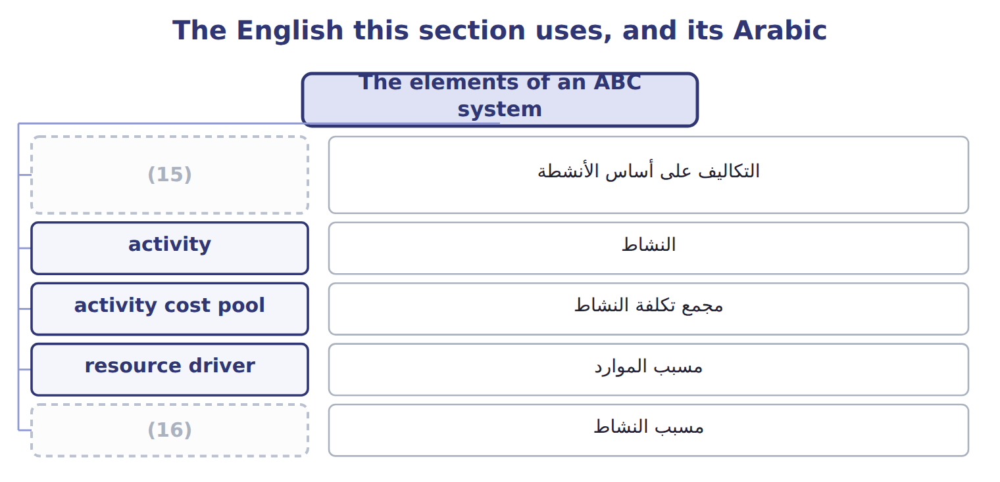 The English this section uses, and its Arabic
The elements of an ABC
system
(15)
التكاليف على أساس الأنشطة
activity
النشاط
activity cost pool
مجمع تكلفة النشاط
resource driver
مسبب الموارد
(16)
مسبب النشاط